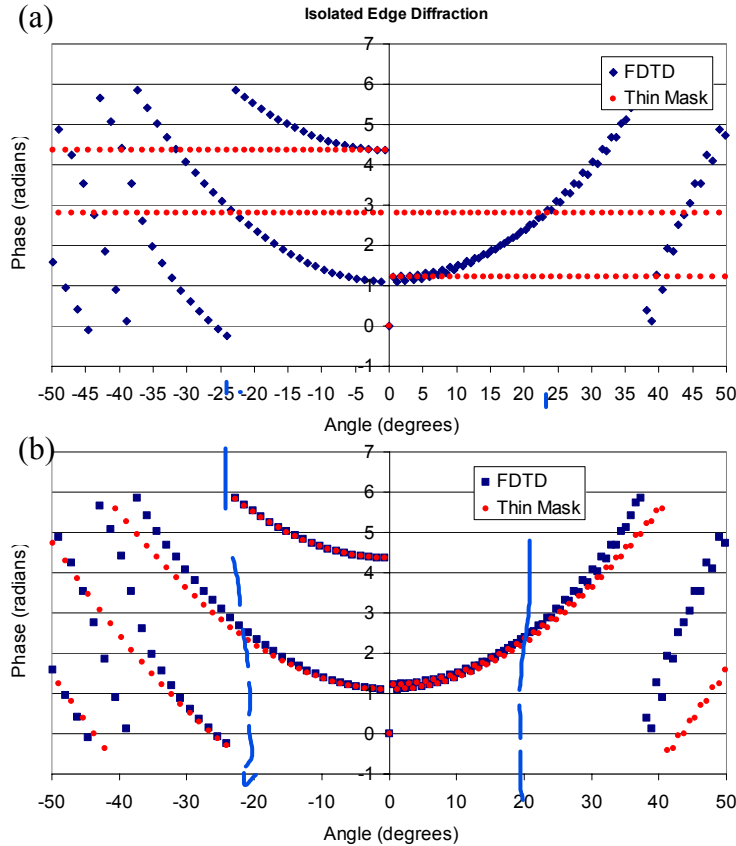 (a)
Isolated Edge Diffraction
7
6
5
4
3
2
1
0
-1
Phase (radians)
FDTD
Thin Mask
-50 -45 -40 -35 -30 -25 -20 -15 -10 -5 0 5 10 15 20 25 30 35 40 45 50
Angle (degrees)
(b)
7
6
5
4
3
2
1
0
-1
Phase (radians)
FDTD
Thin Mask
-50 -40 -30 -20 -10 0 10 20 30 40 50
Angle (degrees)